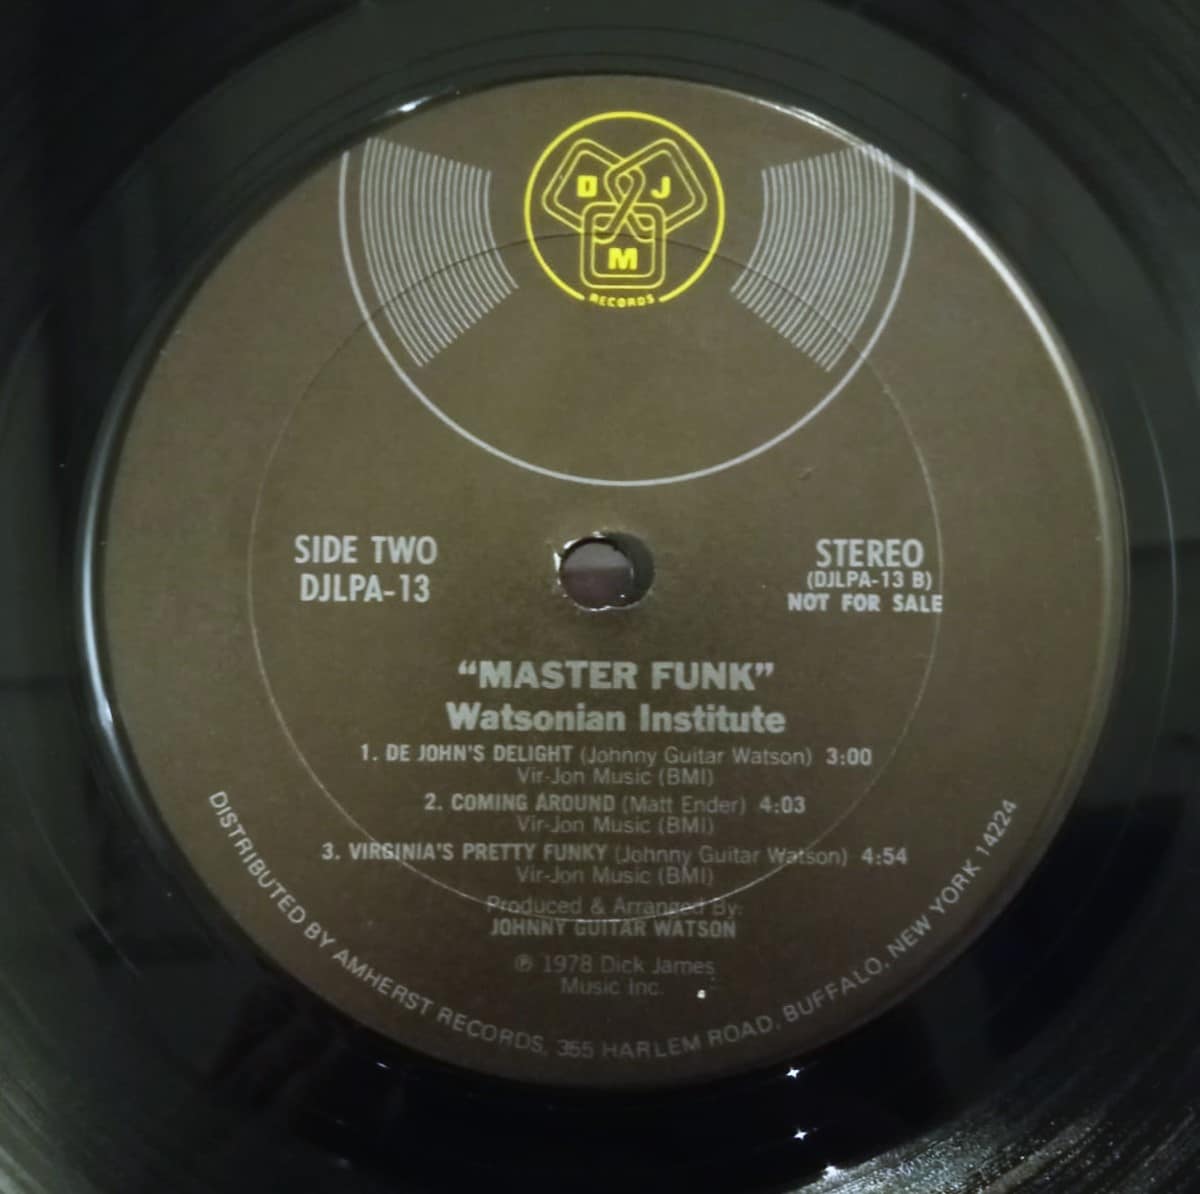 D J
M
RECORDS
SIDE TWO
DJLPA-13
STEREO
(DJLPA-13 B)
NOT FOR SALE
“MASTER FUNK”
Watsonian Institute
1. DE JOHN'S DELIGHT (Johnny Guitar Watson) 3:00
Vir-Jon Music (BMI)
2. COMING AROUND (Matt Ender) 4:03
Vir-Jon Music (BMI)
3. VIRGINIA'S PRETTY FUNKY (Johnny Guitar Watson) 4:54
Vir-Jon Music (BMI)
Produced & Arranged By:
JOHNNY GUITAR WATSON
℗ 1978 Dick James
Music Inc.
DISTRIBUTED BY AMHERST RECORDS, 365 HARLEM ROAD, BUFFALO, NEW YORK 14224